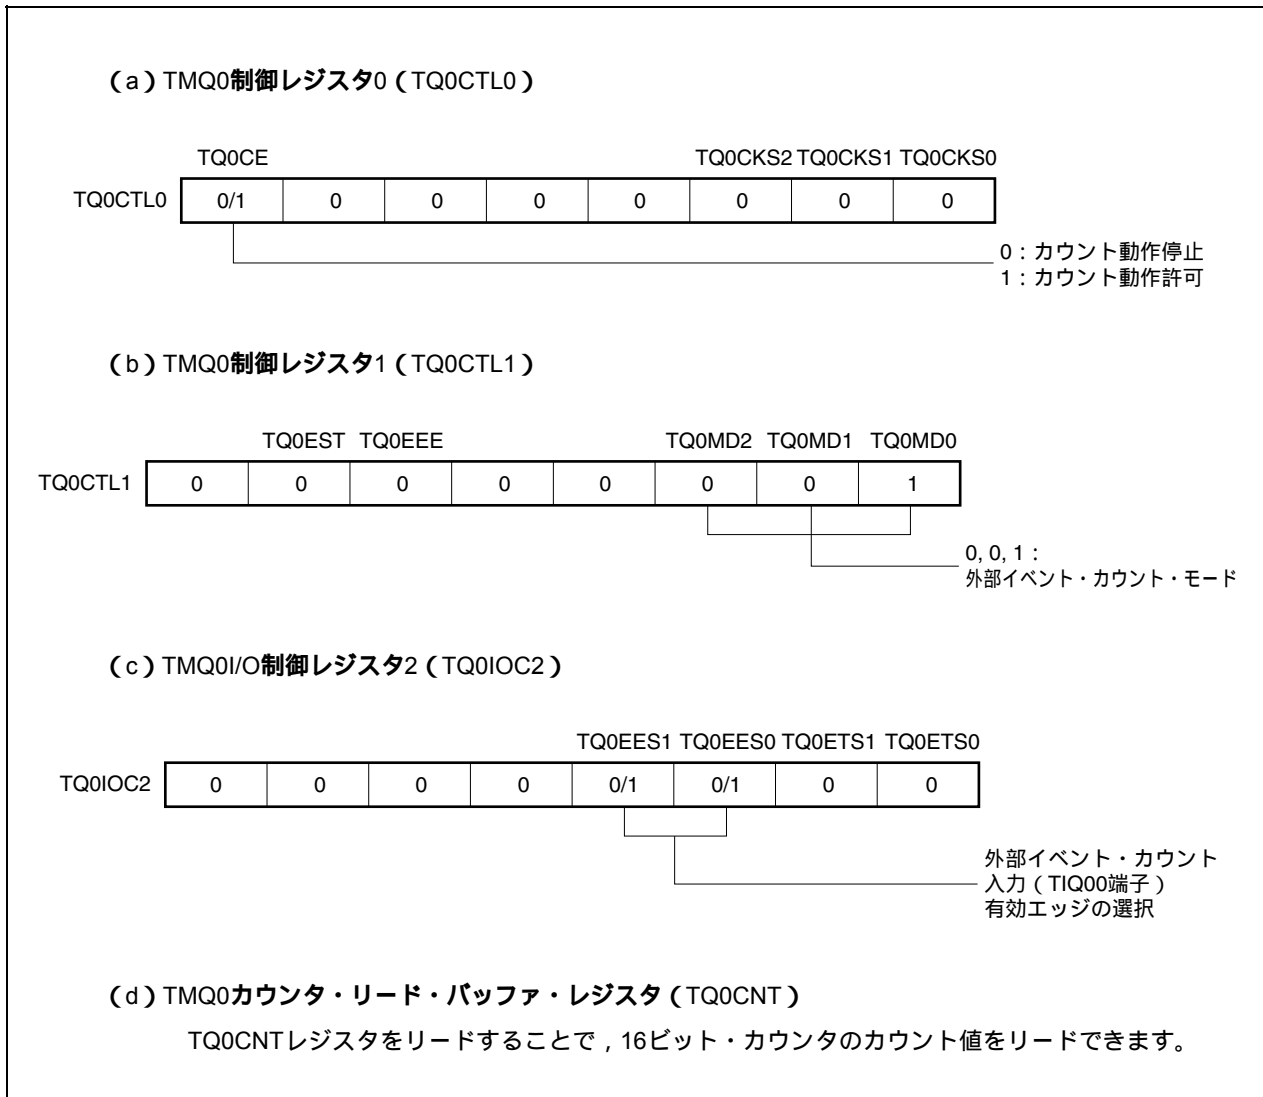 （a）TMQ0制御レジスタ0（TQ0CTL0）
TQ0CE TQ0CKS2 TQ0CKS1 TQ0CKS0
TQ0CTL0 0/1 0 0 0 0 0 0 0
0：カウント動作停止
1：カウント動作許可
（b）TMQ0制御レジスタ1（TQ0CTL1）
TQ0EST TQ0EEE TQ0MD2 TQ0MD1 TQ0MD0
TQ0CTL1 0 0 0 0 0 0 0 1
0, 0, 1：
外部イベント・カウント・モード
（c）TMQ0I/O制御レジスタ2（TQ0IOC2）
TQ0EES1 TQ0EES0 TQ0ETS1 TQ0ETS0
TQ0IOC2 0 0 0 0 0/1 0/1 0 0
外部イベント・カウント
入力（TIQ00端子）
有効エッジの選択
（d）TMQ0カウンタ・リード・バッファ・レジスタ（TQ0CNT）
TQ0CNTレジスタをリードすることで，16ビット・カウンタのカウント値をリードできます。